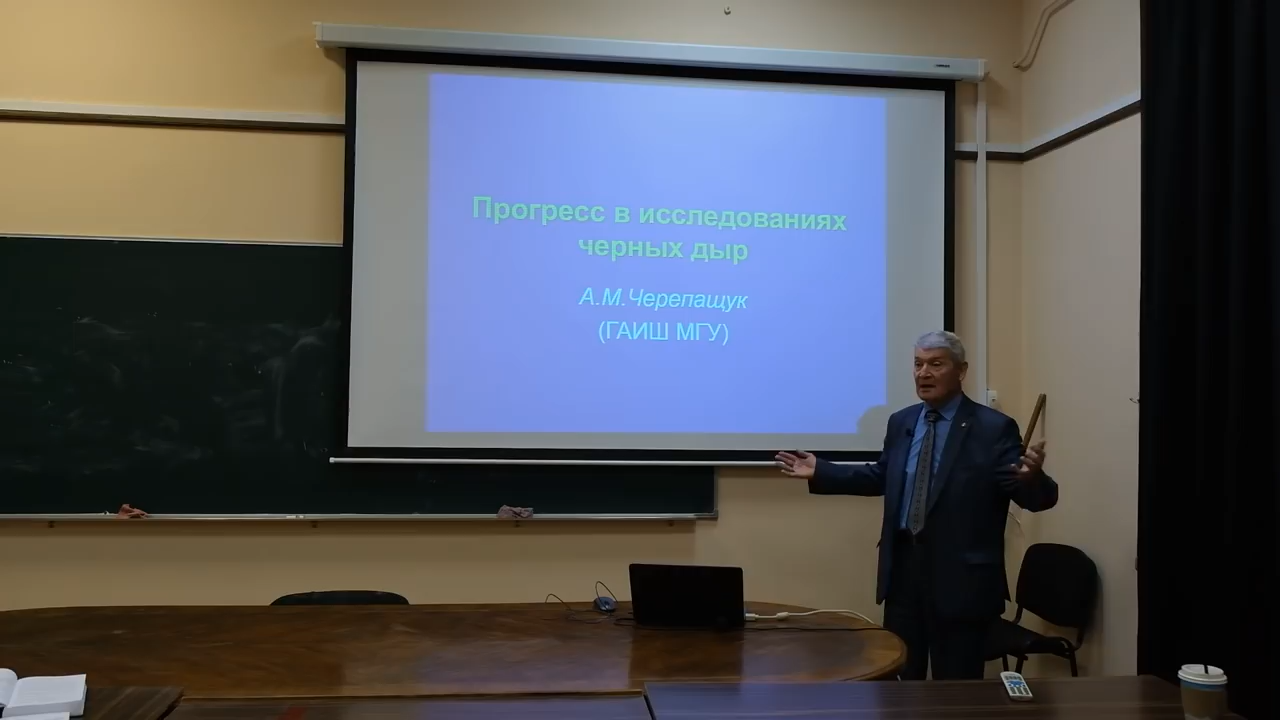 Прогресс в исследованиях
черных дыр
А.М.Черепащук
(ГАИШ МГУ)